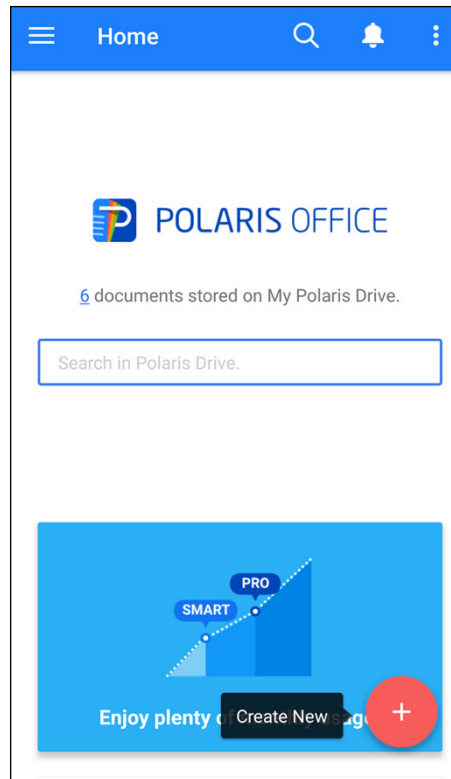 Home
POLARIS OFFICE
6 documents stored on My Polaris Drive.
Search in Polaris Drive.
PRO
SMART
Enjoy plenty
Create New